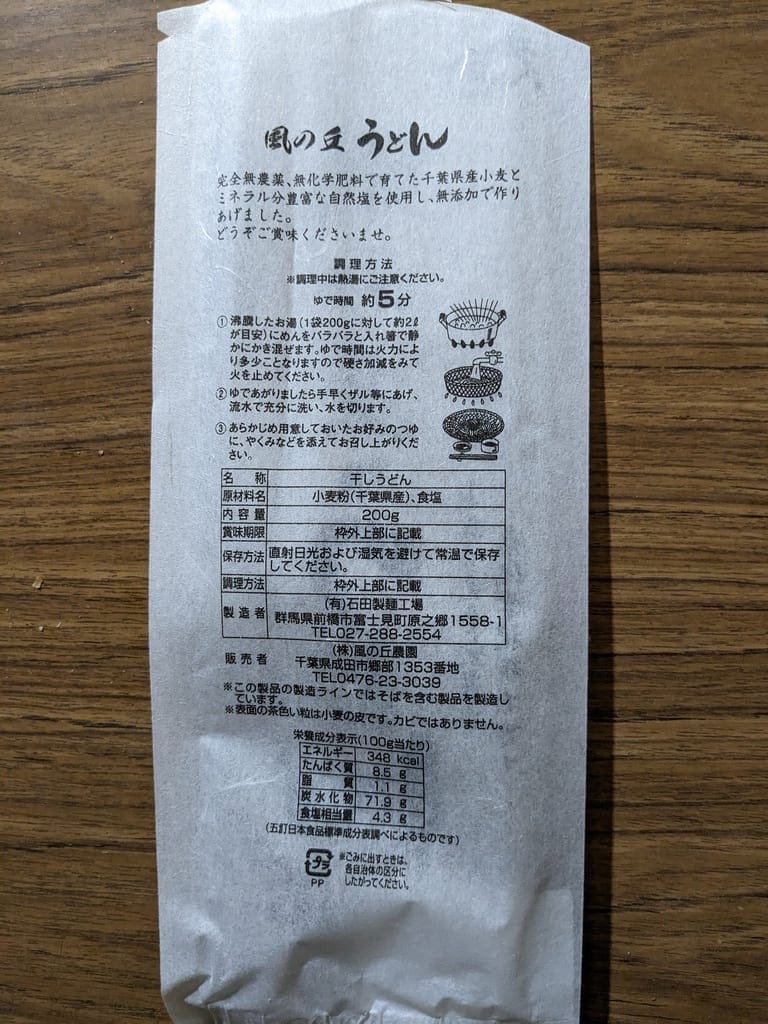 風の丘 うどん
完全無農薬、無化学肥料で育てた千葉県産小麦と
ミネラル分豊富な自然塩を使用し、無添加で作り
あげました。
どうぞご賞味くださいませ。
調理方法
※調理中は熱湯にご注意ください。
ゆで時間 約5分
① 沸騰したお湯(1袋200gに対して約2ℓ
が目安)にめんをバラバラと入れ箸で静
かにかき混ぜます。ゆで時間は火力によ
り多少ことなりますので硬さ加減をみて
火を止めてください。
② ゆであがりましたら手早くザル等にあげ、
流水で充分に洗い、水を切ります。
③ あらかじめ用意しておいたお好みのつゆ
に、やくみなどを添えてお召し上がりくだ
さい。
名称 干しうどん
原材料名 小麦粉(千葉県産)、食塩
内容量 200g
賞味期限 枠外上部に記載
保存方法 直射日光および湿気を避けて常温で保存
してください。
調理方法 枠外上部に記載
製造者 (有)石田製麺工場
群馬県前橋市富士見町原之郷1558-1
TEL027-288-2554
販売者 (株)風の丘農園
千葉県成田市郷部1353番地
TEL0476-23-3039
※この製品の製造ラインではそばを含む製品を製造し
ています。
※表面の茶色い粒は小麦の皮です。カビではありません。
栄養成分表示(100g当たり)
エネルギー 348 kcal
たんぱく質 8.5 g
脂質 1.1 g
炭水化物 71.9 g
食塩相当量 4.3 g
(五訂日本食品標準成分表調べによるものです)
プラ
PP
※ごみに出すときは、
各自治体の区分に
したがってください。